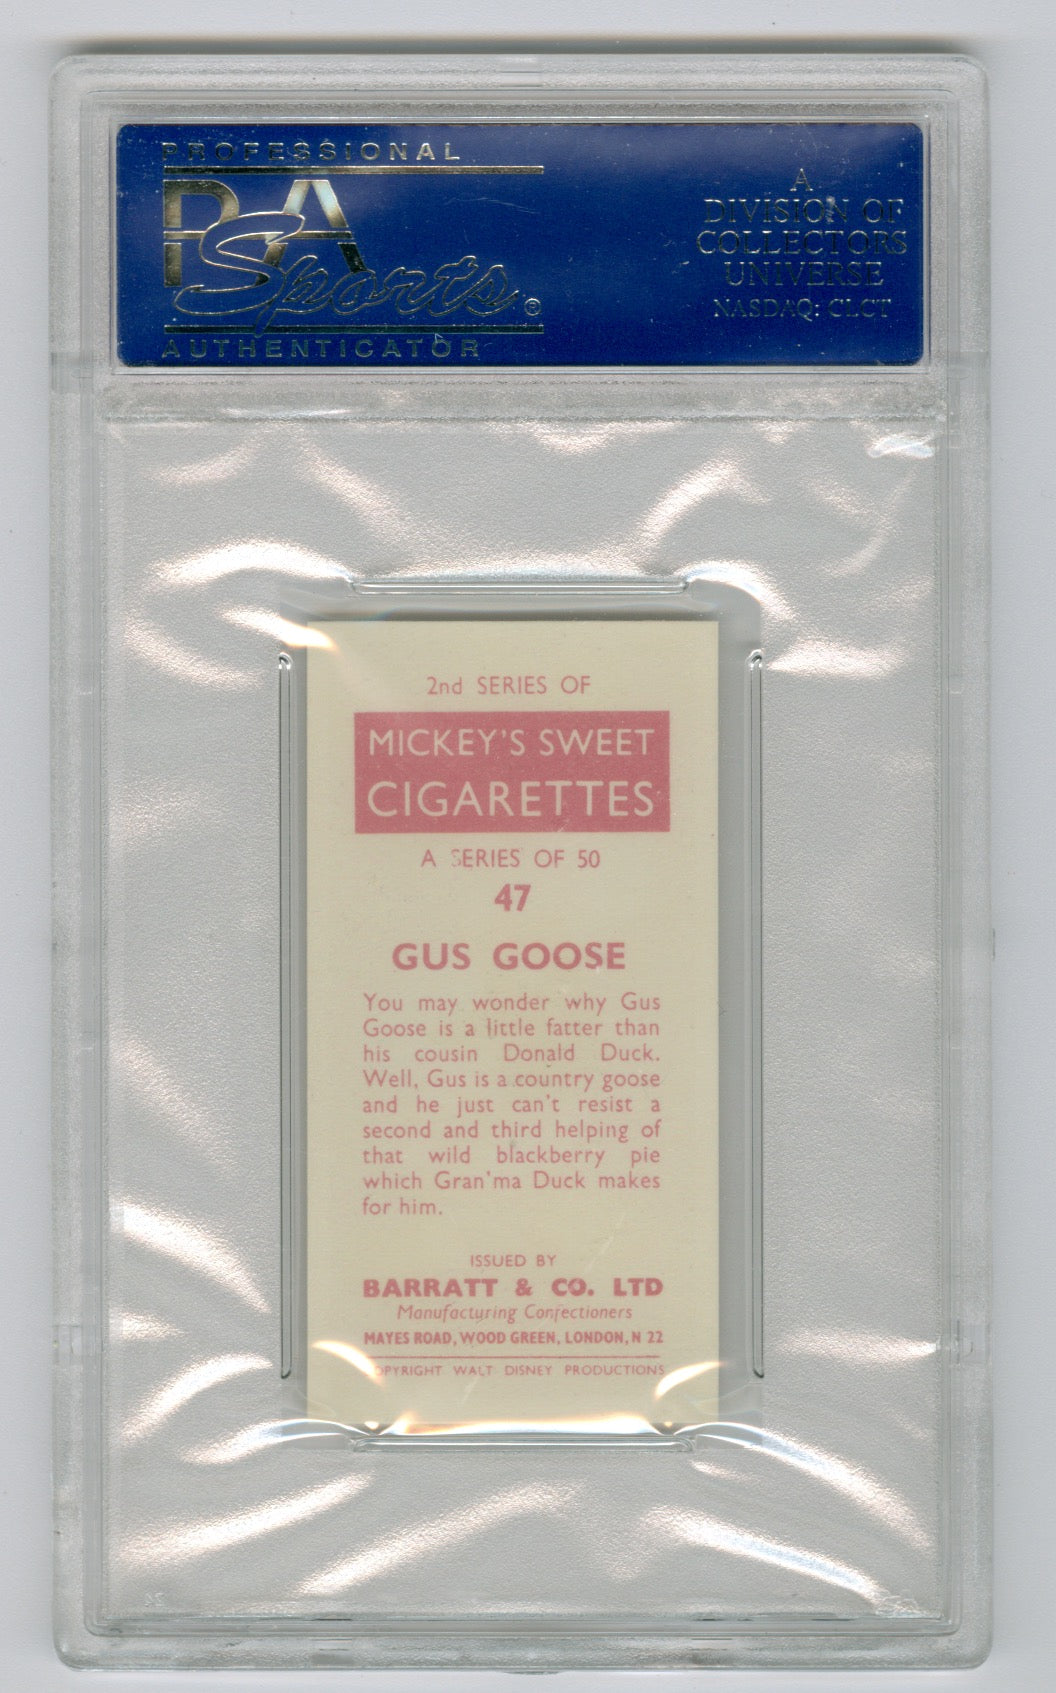 PROFESSIONAL
PSA
Sports ®
AUTHENTICATOR
A
DIVISION OF
COLLECTORS
UNIVERSE
NASDAQ: CLCT
2nd SERIES OF
MICKEY'S SWEET
CIGARETTES
A SERIES OF 50
47
GUS GOOSE
You may wonder why Gus
Goose is a little fatter than
his cousin Donald Duck.
Well, Gus is a country goose
and he just can't resist a
second and third helping of
that wild blackberry pie
which Gran'ma Duck makes
for him.
ISSUED BY
BARRATT & CO. LTD
Manufacturing Confectioners
MAYES ROAD, WOOD GREEN, LONDON, N 22
COPYRIGHT WALT DISNEY PRODUCTIONS